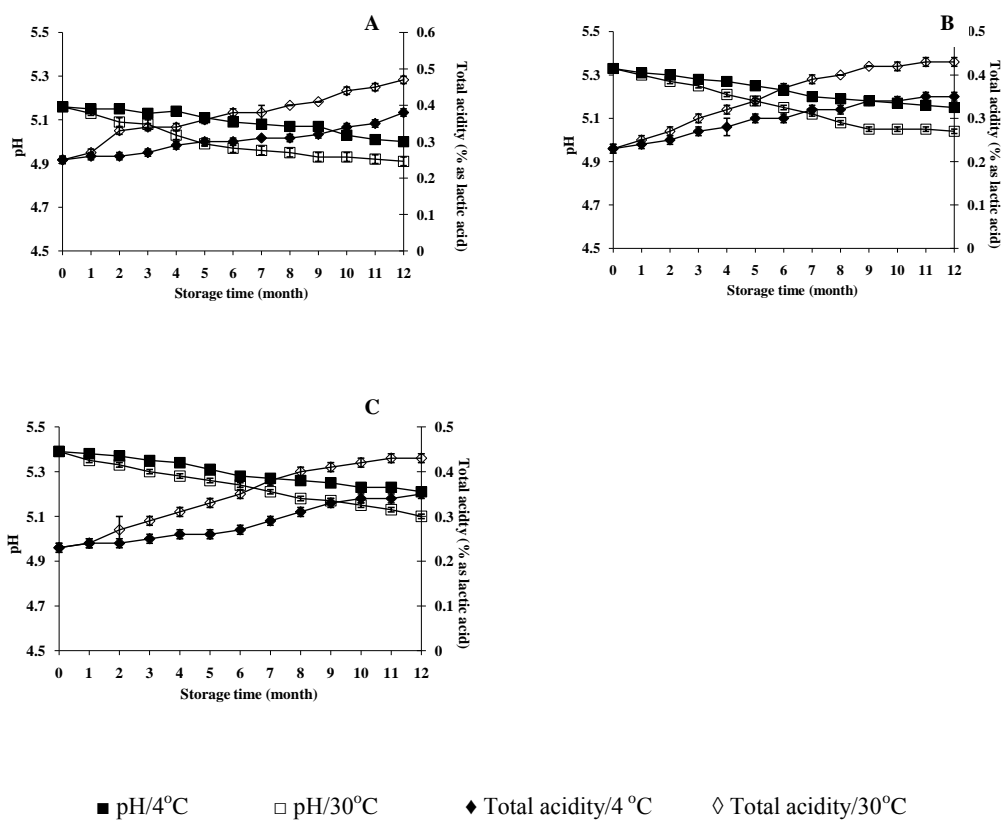 A
5.5
5.3
5.1
4.9
4.7
4.5
pH
0.6
0.5
0.4
0.3
0.2
0.1
0
Total acidity (% as lactic acid)
0 1 2 3 4 5 6 7 8 9 10 11 12
Storage time (month)
B
5.5
5.3
5.1
4.9
4.7
4.5
pH
0.5
0.4
0.3
0.2
0.1
0
Total acidity (% as lactic acid)
0 1 2 3 4 5 6 7 8 9 10 11 12
Storage time (month)
C
5.5
5.3
5.1
4.9
4.7
4.5
pH
0.5
0.4
0.3
0.2
0.1
0
Total acidty (% as lactic acid)
0 1 2 3 4 5 6 7 8 9 10 11 12
Storage time (month)
■ pH/4°C □ pH/30°C ◆ Total acidity/4 °C ◇ Total acidity/30°C